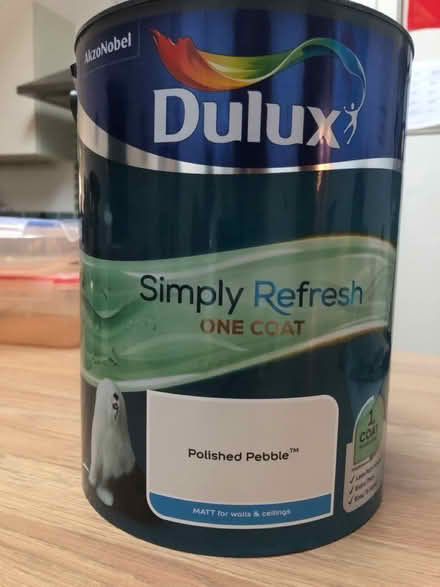 AkzoNobel
Dulux
Simply Refresh
ONE COAT
Polished Pebble™
MATT for walls & ceilings
1
COAT